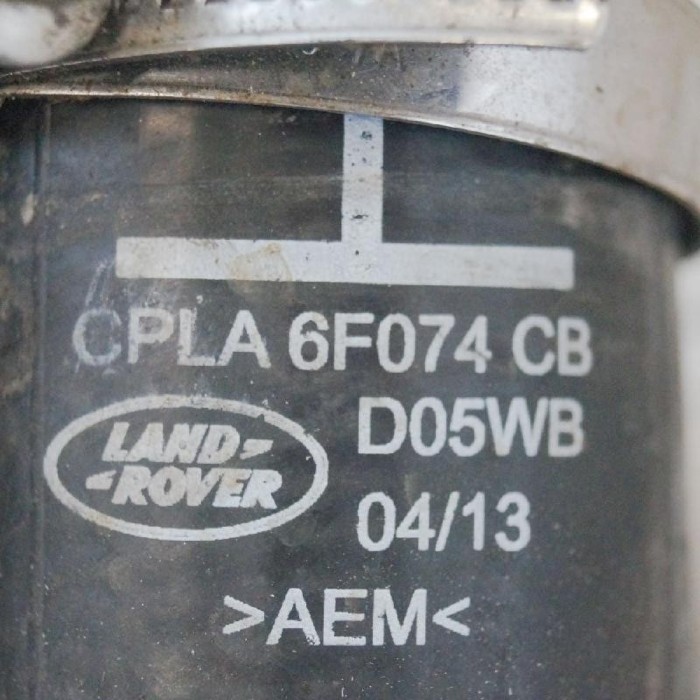 CPLA 6F074 CB
D05WB
LAND-
-ROVER
04/13
>AEM<